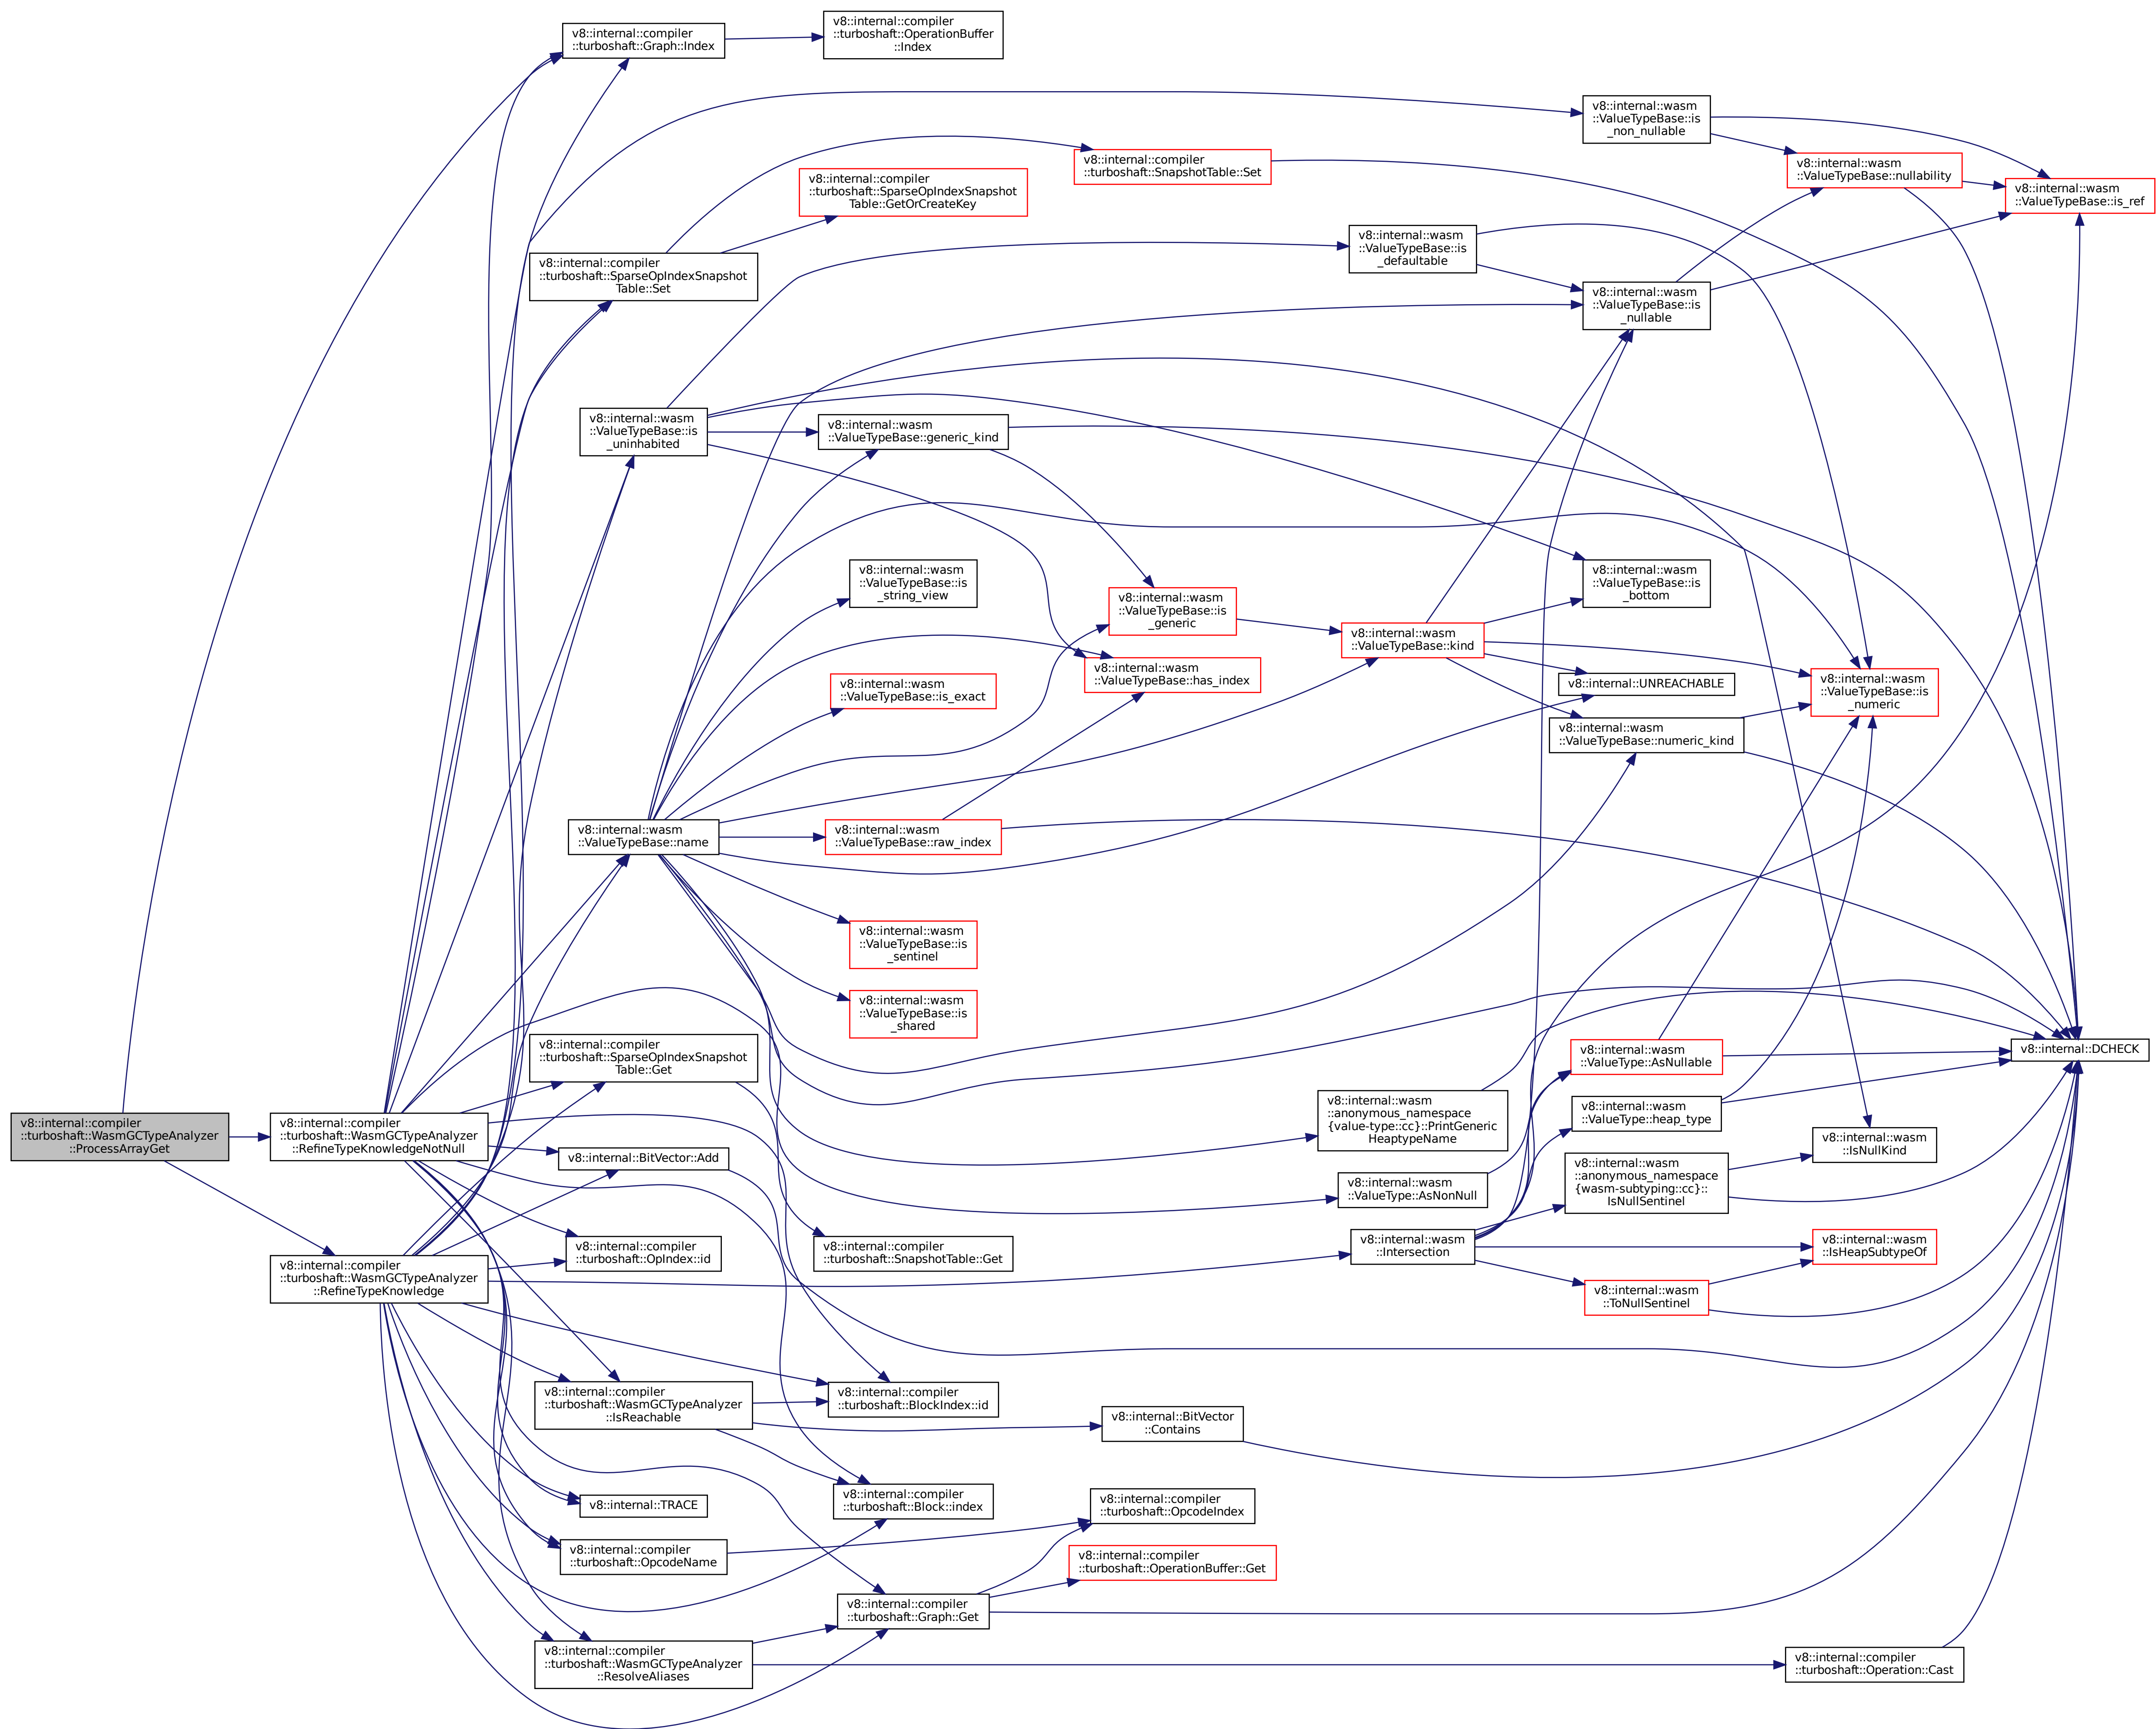 v8::internal::compiler
::turboshaft::WasmGCTypeAnalyzer
::ProcessArrayGet
v8::internal::compiler
::turboshaft::Graph::Index
v8::internal::compiler
::turboshaft::OperationBuffer
::Index
v8::internal::compiler
::turboshaft::WasmGCTypeAnalyzer
::RefineTypeKnowledgeNotNull
v8::internal::compiler
::turboshaft::WasmGCTypeAnalyzer
::RefineTypeKnowledge
v8::internal::compiler
::turboshaft::SparseOpIndexSnapshot
Table::Set
v8::internal::compiler
::turboshaft::SparseOpIndexSnapshot
Table::GetOrCreateKey
v8::internal::compiler
::turboshaft::SnapshotTable::Set
v8::internal::wasm
::ValueTypeBase::is
_non_nullable
v8::internal::wasm
::ValueTypeBase::nullability
v8::internal::wasm
::ValueTypeBase::is_ref
v8::internal::wasm
::ValueTypeBase::is
_defaultable
v8::internal::wasm
::ValueTypeBase::is
_nullable
v8::internal::wasm
::ValueTypeBase::is
_uninhabited
v8::internal::wasm
::ValueTypeBase::generic_kind
v8::internal::wasm
::ValueTypeBase::is
_string_view
v8::internal::wasm
::ValueTypeBase::is
_generic
v8::internal::wasm
::ValueTypeBase::is
_bottom
v8::internal::wasm
::ValueTypeBase::kind
v8::internal::wasm
::ValueTypeBase::has_index
v8::internal::UNREACHABLE
v8::internal::wasm
::ValueTypeBase::is
_numeric
v8::internal::wasm
::ValueTypeBase::is_exact
v8::internal::wasm
::ValueTypeBase::numeric_kind
v8::internal::wasm
::ValueTypeBase::name
v8::internal::wasm
::ValueTypeBase::raw_index
v8::internal::wasm
::ValueTypeBase::is
_sentinel
v8::internal::wasm
::ValueTypeBase::is
_shared
v8::internal::compiler
::turboshaft::SparseOpIndexSnapshot
Table::Get
v8::internal::wasm
::ValueType::AsNullable
v8::internal::DCHECK
v8::internal::wasm
::anonymous_namespace
{value-type::cc}::PrintGeneric
HeaptypeName
v8::internal::wasm
::ValueType::heap_type
v8::internal::wasm
::IsNullKind
v8::internal::BitVector::Add
v8::internal::wasm
::ValueType::AsNonNull
v8::internal::wasm
::anonymous_namespace
{wasm-subtyping::cc}::
IsNullSentinel
v8::internal::compiler
::turboshaft::OpIndex::id
v8::internal::compiler
::turboshaft::SnapshotTable::Get
v8::internal::wasm
::Intersection
v8::internal::wasm
::IsHeapSubtypeOf
v8::internal::wasm
::ToNullSentinel
v8::internal::compiler
::turboshaft::WasmGCTypeAnalyzer
::IsReachable
v8::internal::compiler
::turboshaft::BlockIndex::id
v8::internal::BitVector
::Contains
v8::internal::TRACE
v8::internal::compiler
::turboshaft::Block::index
v8::internal::compiler
::turboshaft::OpcodeIndex
v8::internal::compiler
::turboshaft::OpcodeName
v8::internal::compiler
::turboshaft::OperationBuffer::Get
v8::internal::compiler
::turboshaft::Graph::Get
v8::internal::compiler
::turboshaft::WasmGCTypeAnalyzer
::ResolveAliases
v8::internal::compiler
::turboshaft::Operation::Cast